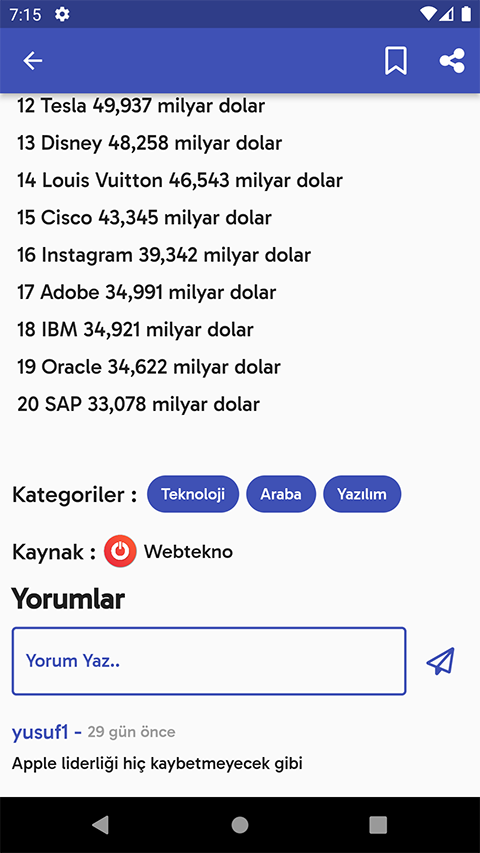 7:15
12 Tesla 49,937 milyar dolar
13 Disney 48,258 milyar dolar
14 Louis Vuitton 46,543 milyar dolar
15 Cisco 43,345 milyar dolar
16 Instagram 39,342 milyar dolar
17 Adobe 34,991 milyar dolar
18 IBM 34,921 milyar dolar
19 Oracle 34,622 milyar dolar
20 SAP 33,078 milyar dolar
Kategoriler : Teknoloji Araba Yazılım
Kaynak : Webtekno
Yorumlar
Yorum Yaz..
yusuf1 - 29 gün önce
Apple liderliği hiç kaybetmeyecek gibi